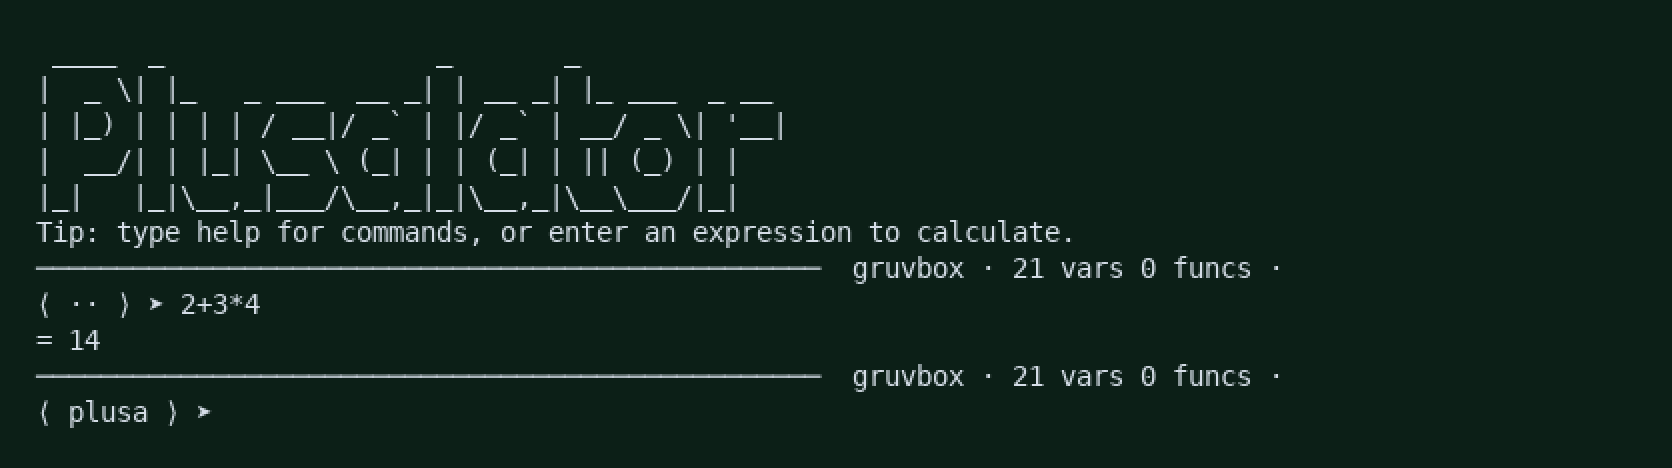 Plusalator
Tip: type help for commands, or enter an expression to calculate.
gruvbox · 21 vars 0 funcs ·
⟨ ·· ⟩ ➤ 2+3*4
= 14
gruvbox · 21 vars 0 funcs ·
⟨ plusa ⟩ ➤